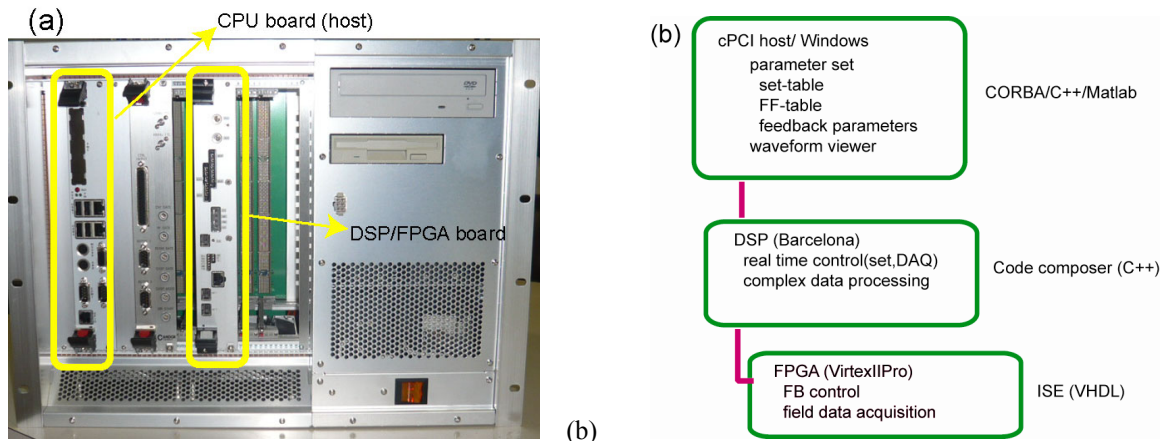 (a)
CPU board (host)
DSP/FPGA board
(b)
(b)
cPCI host/ Windows
parameter set
set-table
FF-table
feedback parameters
waveform viewer
CORBA/C++/Matlab
DSP (Barcelona)
real time control(set,DAQ)
complex data processing
Code composer (C++)
FPGA (VirtexIIPro)
FB control
field data acquisition
ISE (VHDL)